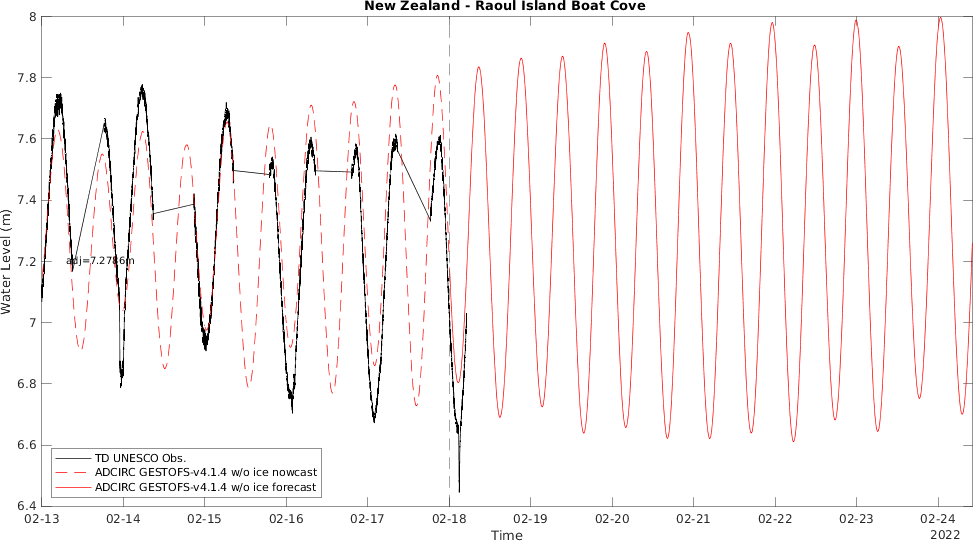 New Zealand - Raoul Island Boat Cove
Water Level (m)
8
7.8
7.6
7.4
7.2
7
6.8
6.6
6.4
adj=7.2786m
TD UNESCO Obs.
ADCIRC GESTOFS-v4.1.4 w/o ice nowcast
ADCIRC GESTOFS-v4.1.4 w/o ice forecast
02-13 02-14 02-15 02-16 02-17 02-18 02-19 02-20 02-21 02-22 02-23 02-24
2022
Time